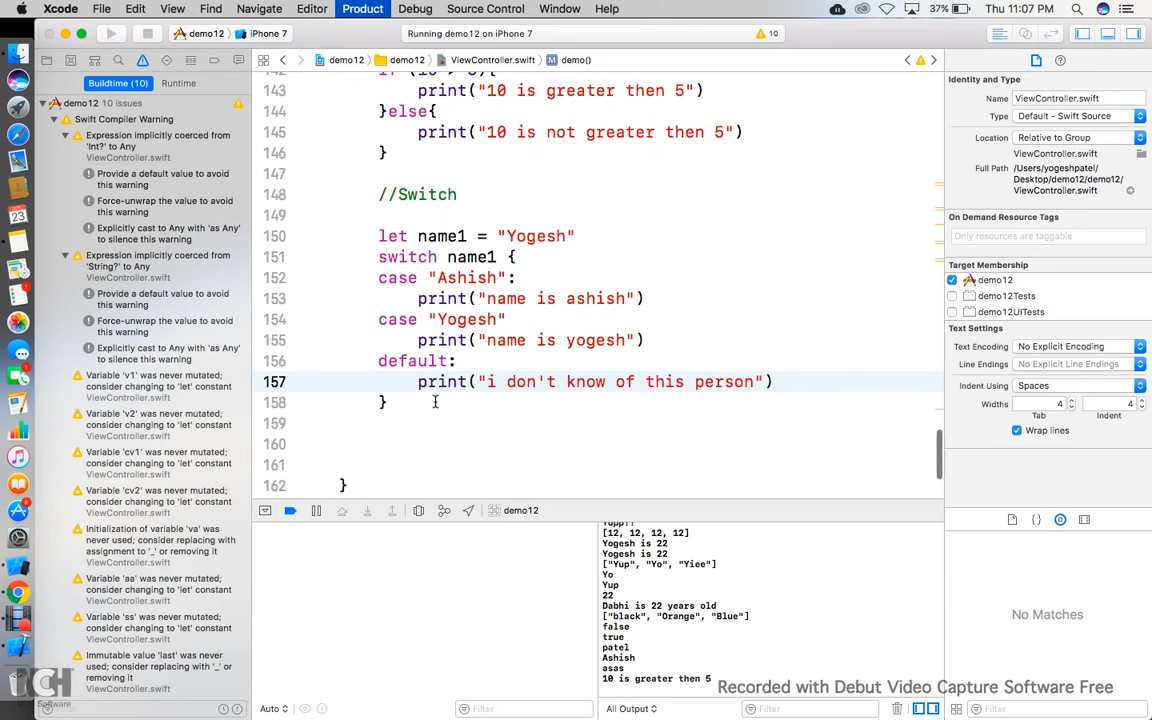 Xcode File Edit View Find Navigate Editor Product Debug Source Control Window Help 37% Thu 11:07 PM
demo12 iPhone 7 Running demo12 on iPhone 7 10
demo12 demo12 ViewController.swift M demo()
Buildtime (10) Runtime
demo12 10 issues
Swift Compiler Warning
Expression implicitly coerced from
'Int?' to Any
ViewController.swift
Provide a default value to avoid
this warning
Force-unwrap the value to avoid
this warning
Explicitly cast to Any with 'as Any'
to silence this warning
Expression implicitly coerced from
'String?' to Any
ViewController.swift
Provide a default value to avoid
this warning
Force-unwrap the value to avoid
this warning
Explicitly cast to Any with 'as Any'
to silence this warning
Variable 'v1' was never mutated;
consider changing to 'let' constant
ViewController.swift
Variable 'v2' was never mutated;
consider changing to 'let' constant
ViewController.swift
Variable 'cv1' was never mutated;
consider changing to 'let' constant
ViewController.swift
Variable 'cv2' was never mutated;
consider changing to 'let' constant
ViewController.swift
Initialization of variable 'va' was
never used; consider replacing with
assignment to '_' or removing it
ViewController.swift
Variable 'aa' was never mutated;
consider changing to 'let' constant
ViewController.swift
Variable 'ss' was never mutated;
consider changing to 'let' constant
ViewController.swift
Immutable value 'last' was never
used; consider replacing with '_' or
removing it
ViewController.swift
143 print("10 is greater then 5")
144 }else{
145 print("10 is not greater then 5")
146 }
147
148 //Switch
149
150 let name1 = "Yogesh"
151 switch name1 {
152 case "Ashish":
153 print("name is ashish")
154 case "Yogesh"
155 print("name is yogesh")
156 default:
157 print("i don't know of this person")
158 }
159
160
161
162 }
demo12
Yupp!!
[12, 12, 12, 12]
Yogesh is 22
Yogesh is 22
["Yup", "Yo", "Yiee"]
Yo
Yup
22
Dabhi is 22 years old
["black", "Orange", "Blue"]
false
true
patel
Ashish
asas
10 is greater then 5
Auto Filter All Output Filter Filter
Identity and Type
Name ViewController.swift
Type Default - Swift Source
Location Relative to Group
ViewController.swift
Full Path /Users/yogeshpatel/
Desktop/demo12/demo12/
ViewController.swift
On Demand Resource Tags
Only resources are taggable
Target Membership
demo12
demo12Tests
demo12UITests
Text Settings
Text Encoding No Explicit Encoding
Line Endings No Explicit Line Endings
Indent Using Spaces
Widths 4 4
Tab Indent
Wrap lines
No Matches
23
NCH
Software
Recorded with Debut Video Capture Software Free